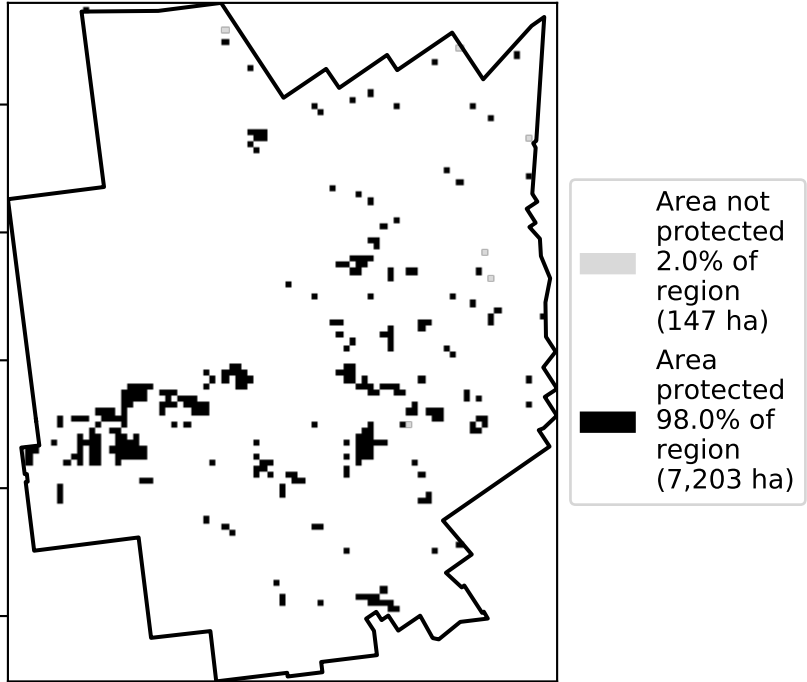 Area not
protected
2.0% of
region
(147 ha)
Area
protected
98.0% of
region
(7,203 ha)